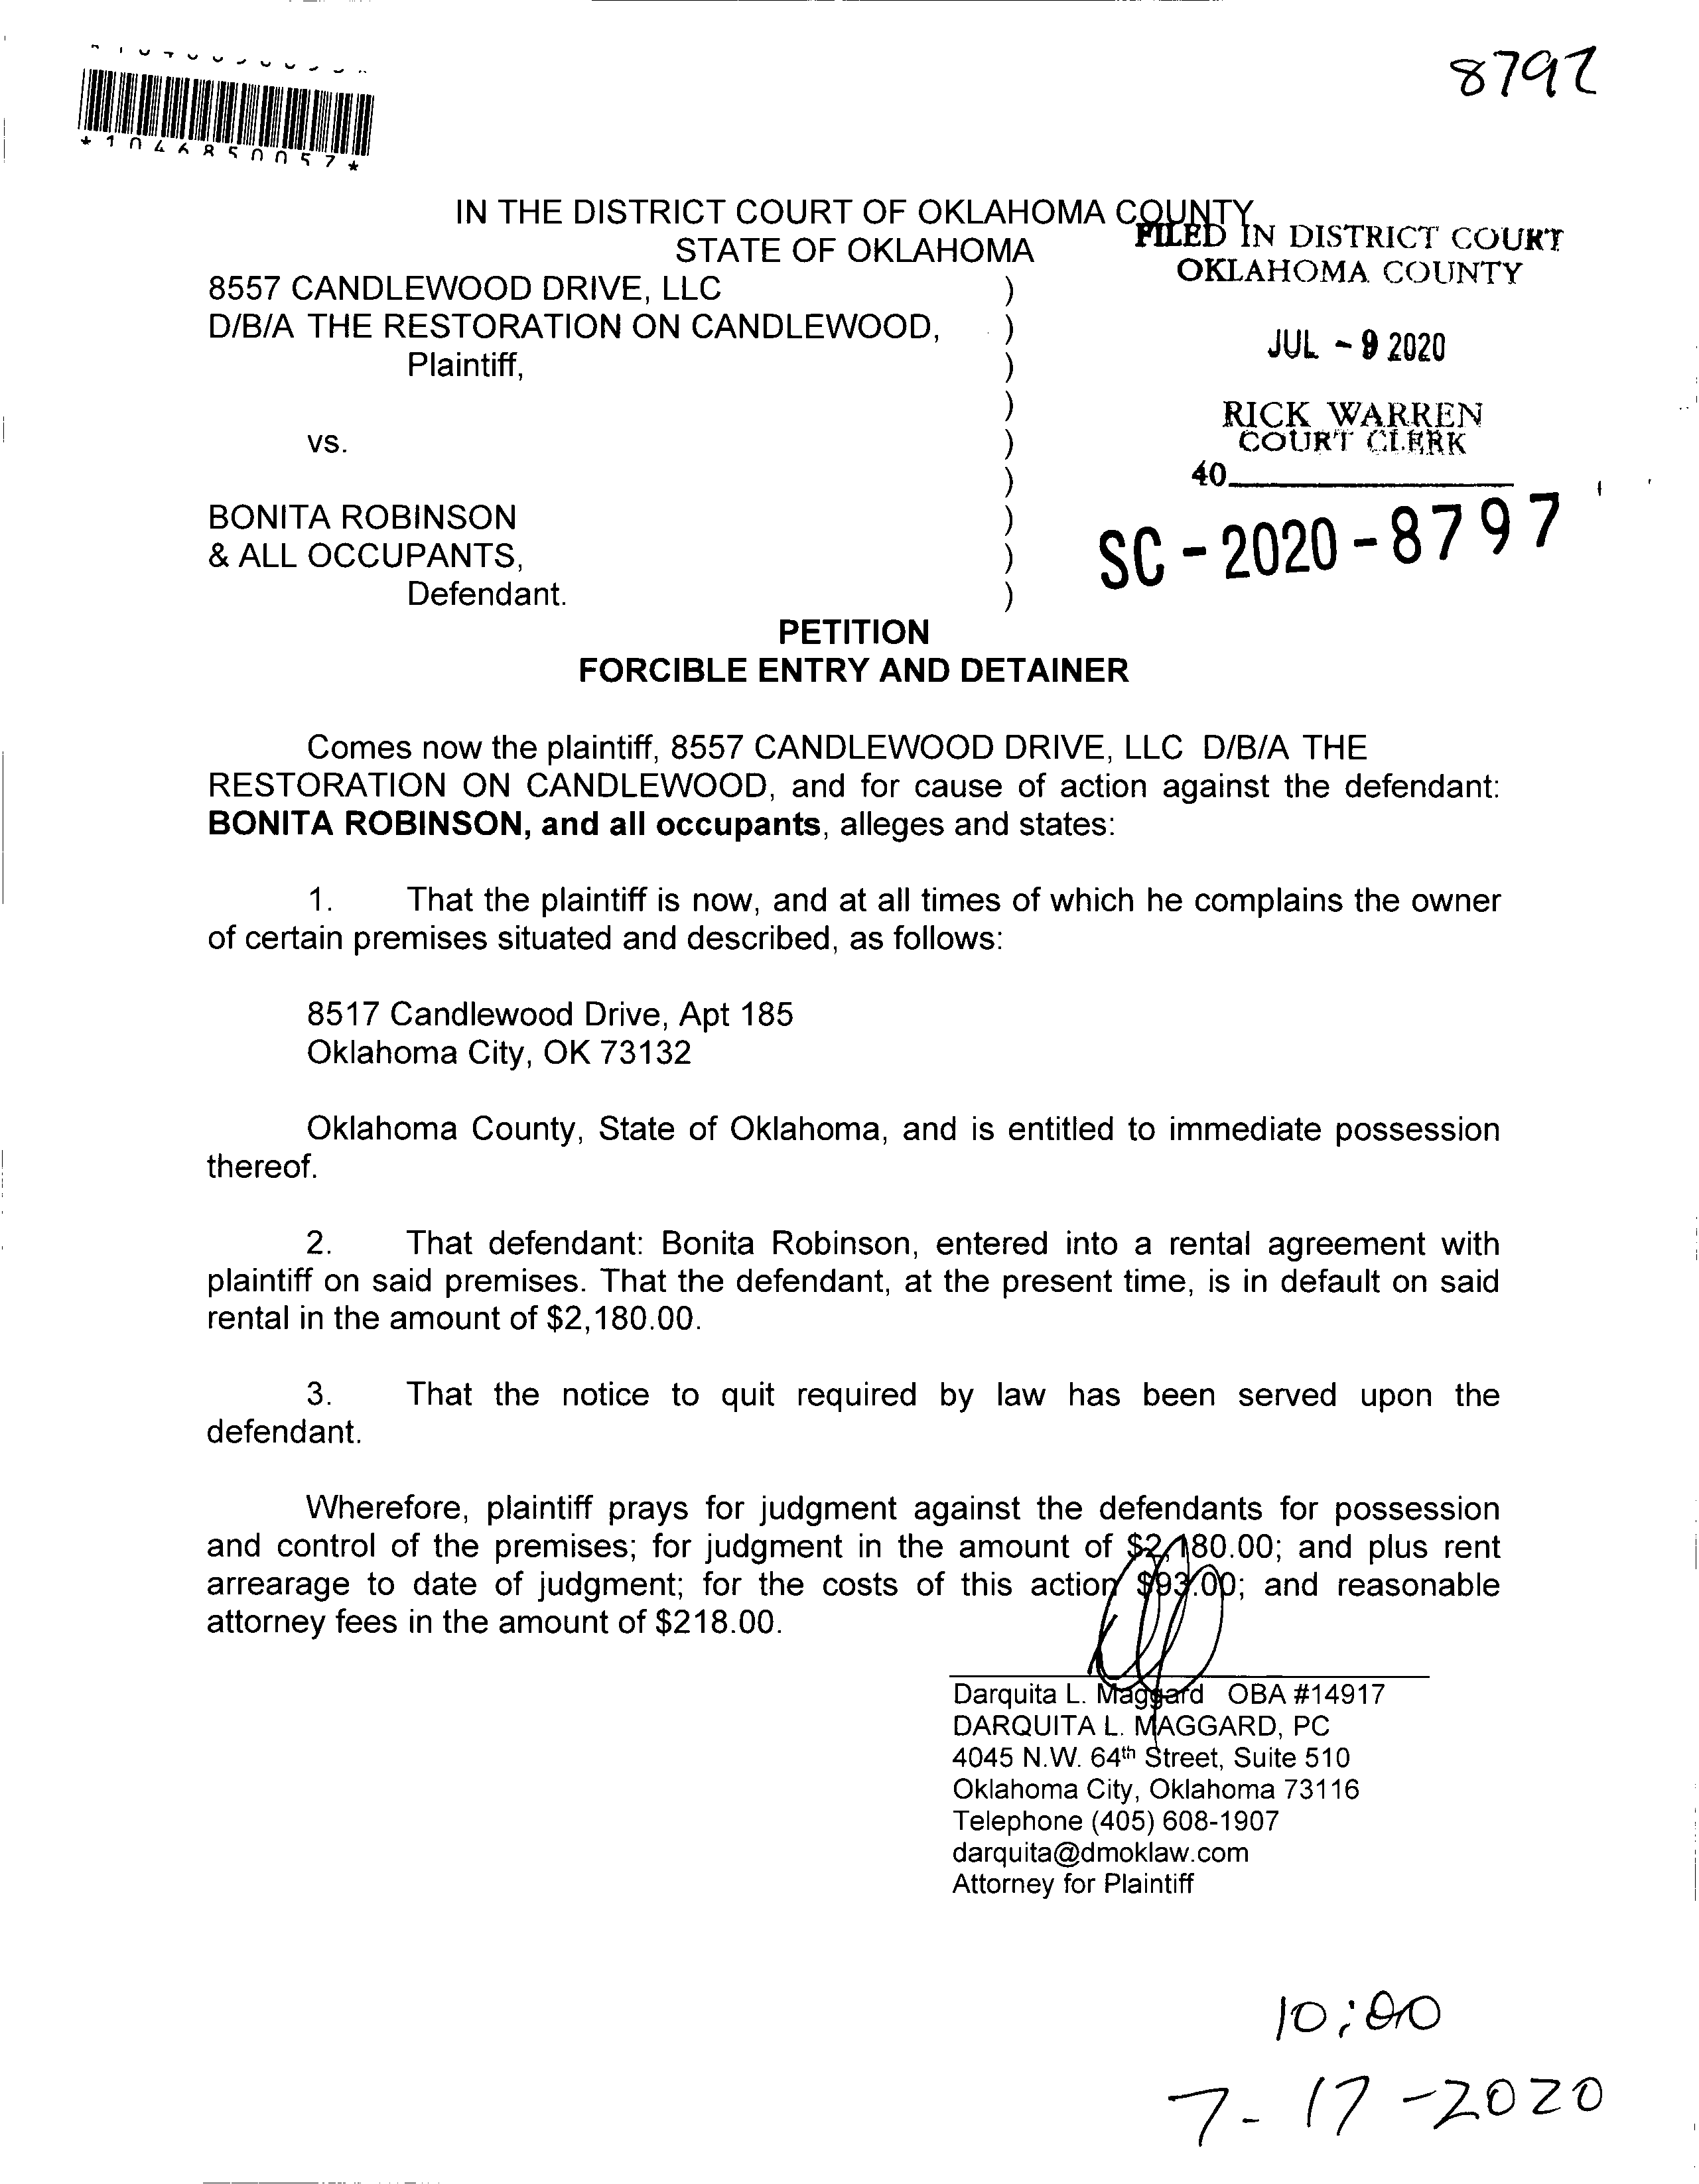 8797
*1046850057*
IN THE DISTRICT COURT OF OKLAHOMA COUNTY
STATE OF OKLAHOMA
FILED IN DISTRICT COURT
OKLAHOMA COUNTY
8557 CANDLEWOOD DRIVE, LLC )
D/B/A THE RESTORATION ON CANDLEWOOD, )
Plaintiff, )
JUL - 9 2020
)
RICK WARREN
COURT CLERK
vs. )
)
40
BONITA ROBINSON )
& ALL OCCUPANTS, )
Defendant. )
SC - 2020 - 8797
PETITION
FORCIBLE ENTRY AND DETAINER
Comes now the plaintiff, 8557 CANDLEWOOD DRIVE, LLC D/B/A THE
RESTORATION ON CANDLEWOOD, and for cause of action against the defendant:
BONITA ROBINSON, and all occupants, alleges and states:
1. That the plaintiff is now, and at all times of which he complains the owner
of certain premises situated and described, as follows:
8517 Candlewood Drive, Apt 185
Oklahoma City, OK 73132
Oklahoma County, State of Oklahoma, and is entitled to immediate possession
thereof.
2. That defendant: Bonita Robinson, entered into a rental agreement with
plaintiff on said premises. That the defendant, at the present time, is in default on said
rental in the amount of $2,180.00.
3. That the notice to quit required by law has been served upon the
defendant.
Wherefore, plaintiff prays for judgment against the defendants for possession
and control of the premises; for judgment in the amount of $2,180.00; and plus rent
arrearage to date of judgment; for the costs of this action $93.00; and reasonable
attorney fees in the amount of $218.00.
Darquita L. Maggard OBA #14917
DARQUITA L. MAGGARD, PC
4045 N.W. 64th Street, Suite 510
Oklahoma City, Oklahoma 73116
Telephone (405) 608-1907
darquita@dmoklaw.com
Attorney for Plaintiff
10:00
7-17-2020